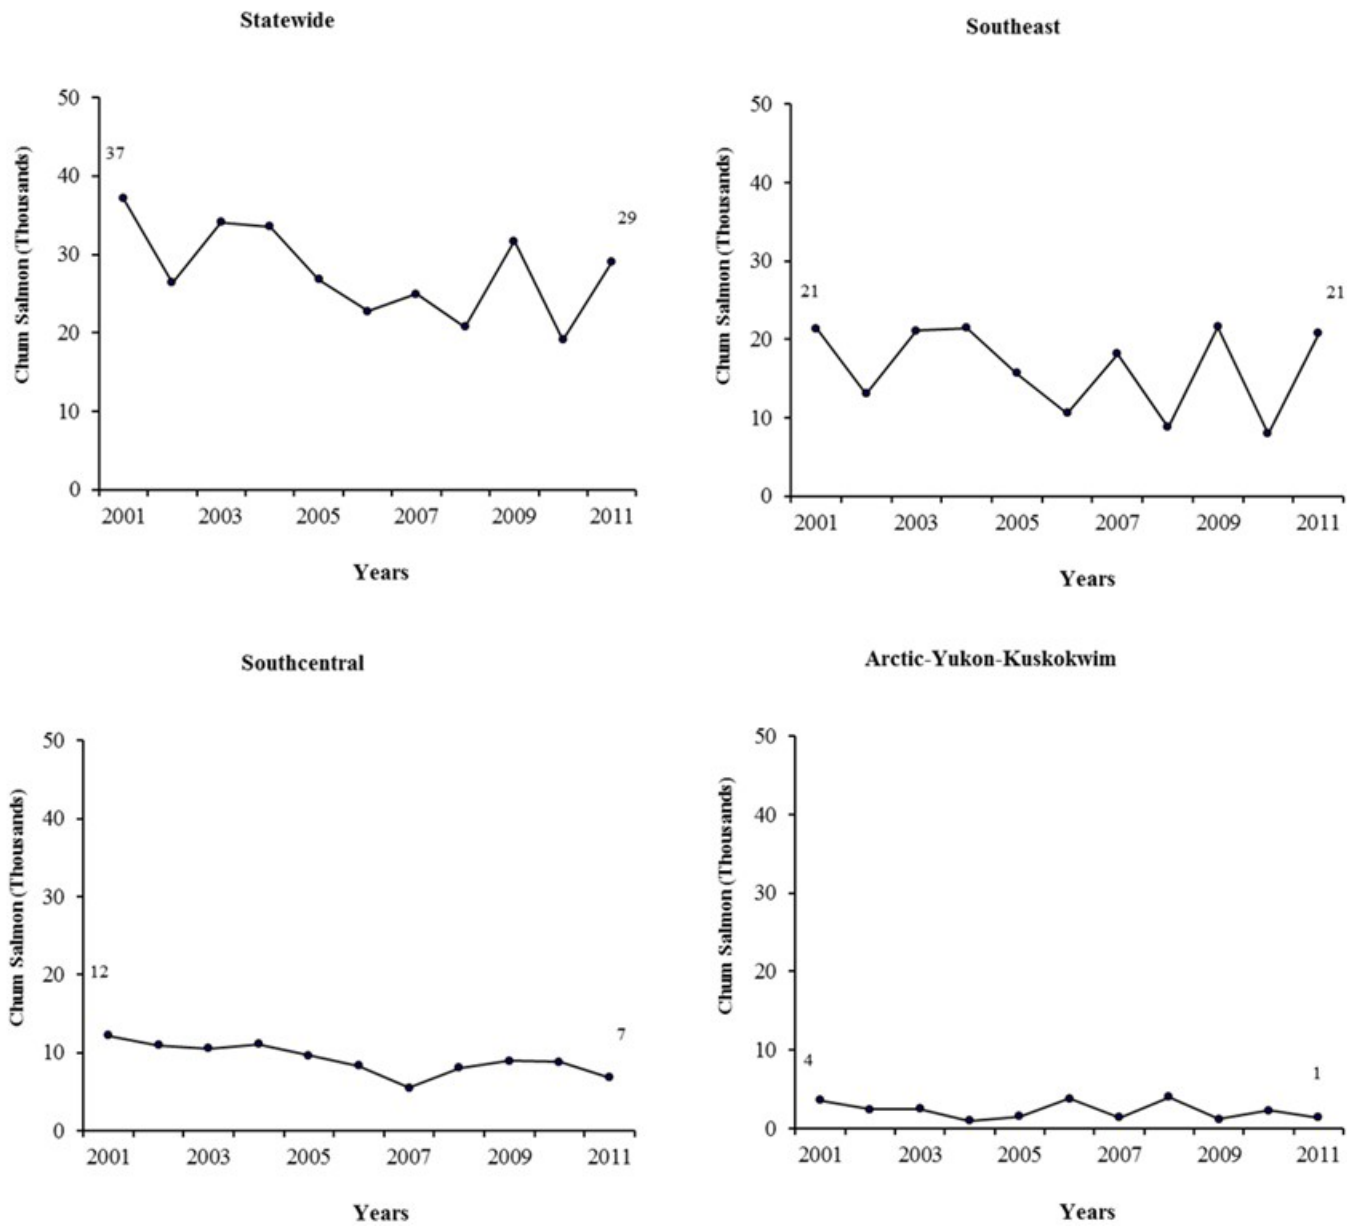 Statewide
Chum Salmon (Thousands)
50
40
30
20
10
0
37
29
2001 2003 2005 2007 2009 2011
Years
Southeast
Chum Salmon (Thousands)
50
40
30
20
10
0
21
21
2001 2003 2005 2007 2009 2011
Years
Southcentral
Chum Salmon (Thousands)
50
40
30
20
10
0
12
7
2001 2003 2005 2007 2009 2011
Years
Arctic-Yukon-Kuskokwim
Chum Salmon (Thousands)
50
40
30
20
10
0
4
1
2001 2003 2005 2007 2009 2011
Years